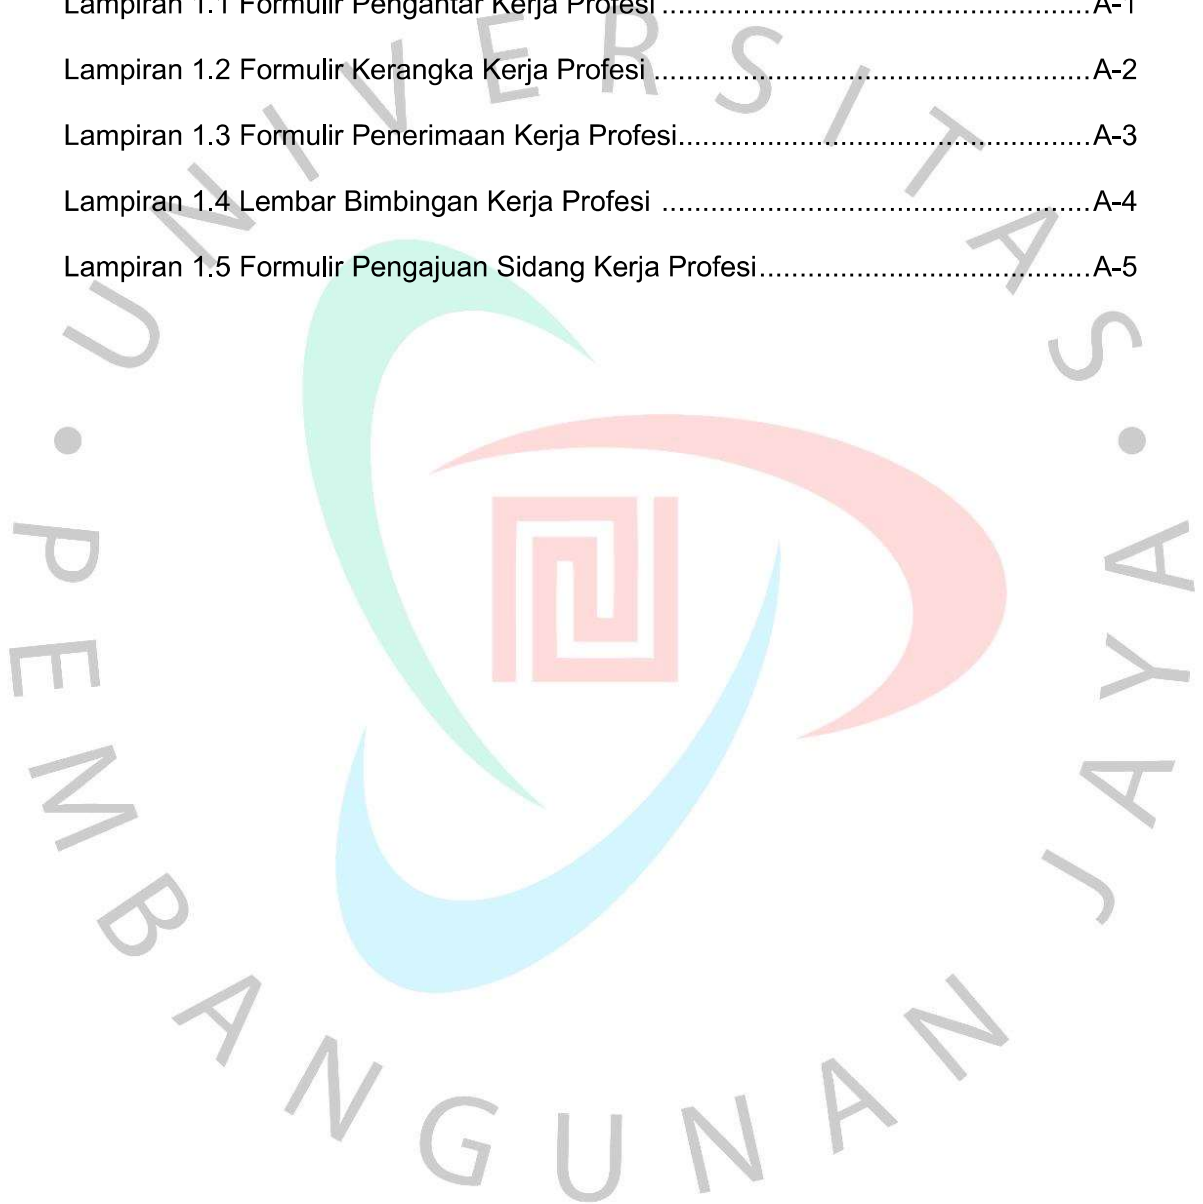 Lampiran 1.1 Formulir Pengantar Kerja Profesi ..................................................... A-1
Lampiran 1.2 Formulir Kerangka Kerja Profesi ...................................................... A-2
Lampiran 1.3 Formulir Penerimaan Kerja Profesi................................................... A-3
Lampiran 1.4 Lembar Bimbingan Kerja Profesi ..................................................... A-4
Lampiran 1.5 Formulir Pengajuan Sidang Kerja Profesi......................................... A-5
UNIVERSITAS • PEMBANGUNAN JAYA •